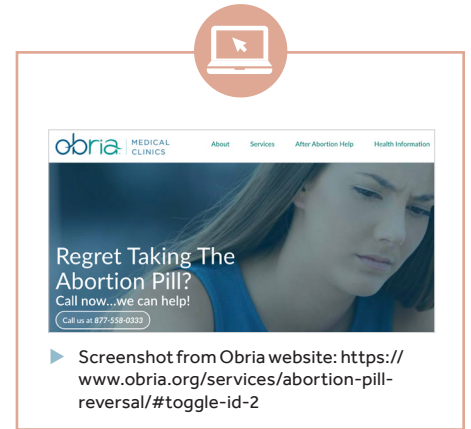 obria MEDICAL
CLINICS
About Services After Abortion Help Health Information
Regret Taking The
Abortion Pill?
Call now...we can help!
Call us at 877-558-0333
Screenshot from Obria website: https://
www.obria.org/services/abortion-pill-
reversal/#toggle-id-2